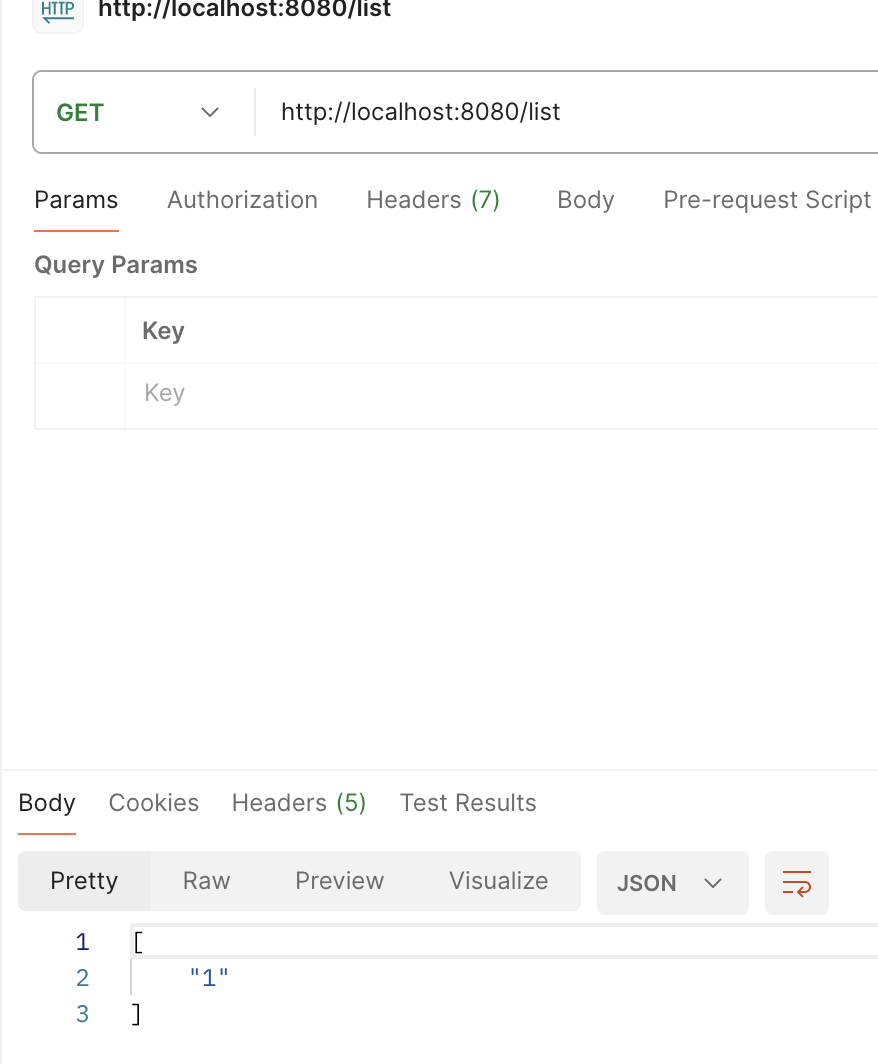 HTTP http://localhost:8080/list
GET http://localhost:8080/list
Params Authorization Headers (7) Body Pre-request Script
Query Params
Key
Key
Body Cookies Headers (5) Test Results
Pretty Raw Preview Visualize JSON
1 [
2 "1"
3 ]